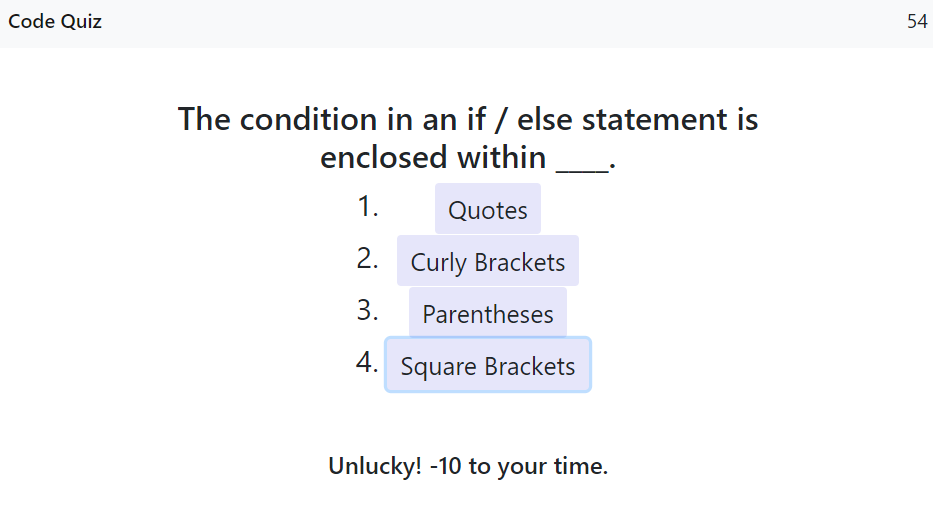 Code Quiz
54
The condition in an if / else statement is
enclosed within ____.
1. Quotes
2. Curly Brackets
3. Parentheses
4. Square Brackets
Unlucky! -10 to your time.